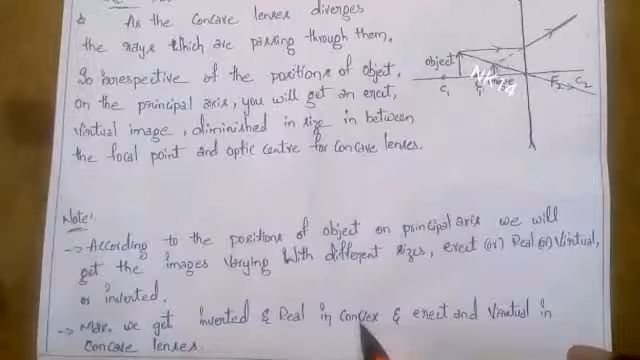 * As the concave lenses diverges
the rays which are passing through them.
So irrespective of the positions of object,
on the principal axis, you will get an erect,
virtual image, diminished in size in between
the focal point and optic centre for concave lenses.
object
C₁ F₁ F₂ C₂
Note:
→ According to the positions of object on principal axis we will
get the images varying with different sizes, erect (or) Real (or) Virtual,
or inverted.
→ Max. we get inverted & Real in convex & erect and virtual in
concave lenses.